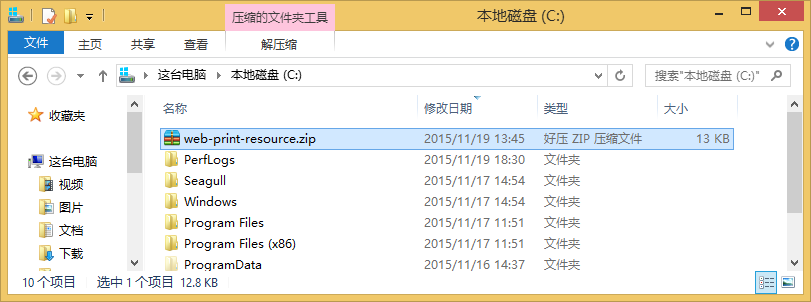 压缩的文件夹工具 本地磁盘 (C:)
文件 主页 共享 查看 解压缩
这台电脑 本地磁盘 (C:) 搜索"本地磁盘 (C:)"
收藏夹
这台电脑
视频
图片
文档
下载
名称 修改日期 类型 大小
web-print-resource.zip 2015/11/19 13:45 好压 ZIP 压缩文件 13 KB
PerfLogs 2015/11/19 18:30 文件夹
Seagull 2015/11/17 14:54 文件夹
Windows 2015/11/17 14:54 文件夹
Program Files 2015/11/17 11:51 文件夹
Program Files (x86) 2015/11/17 11:51 文件夹
ProgramData 2015/11/16 14:37 文件夹
10 个项目 选中 1 个项目 12.8 KB